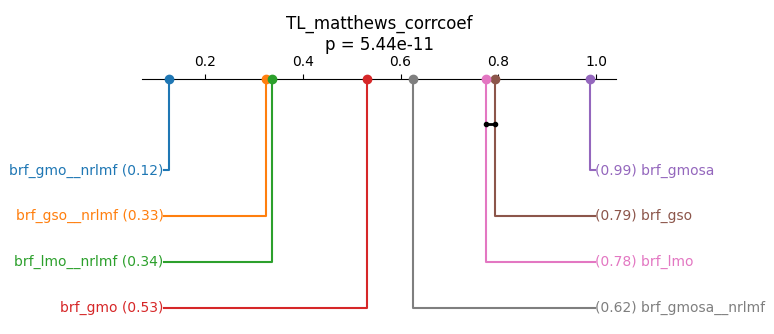 TL_matthews_corrcoef
p = 5.44e-11
0.2 0.4 0.6 0.8 1.0
brf_gmo__nrlmf (0.12) (0.99) brf_gmosa
brf_gso__nrlmf (0.33) (0.79) brf_gso
brf_lmo__nrlmf (0.34) (0.78) brf_lmo
brf_gmo (0.53) (0.62) brf_gmosa__nrlmf